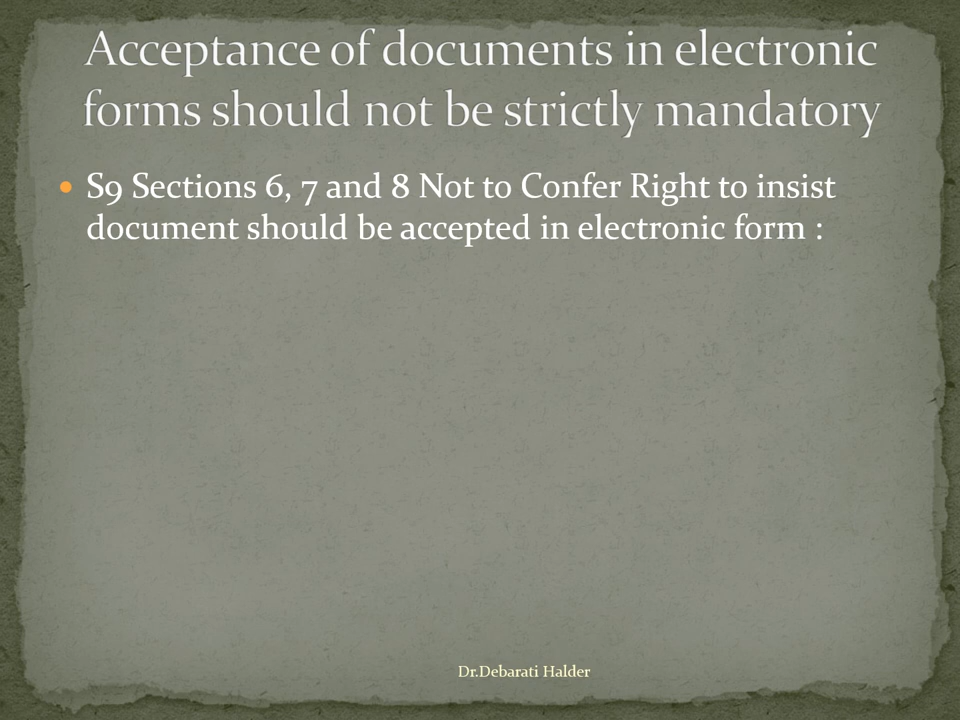 Acceptance of documents in electronic
forms should not be strictly mandatory
• S9 Sections 6, 7 and 8 Not to Confer Right to insist
document should be accepted in electronic form :
Dr.Debarati Halder